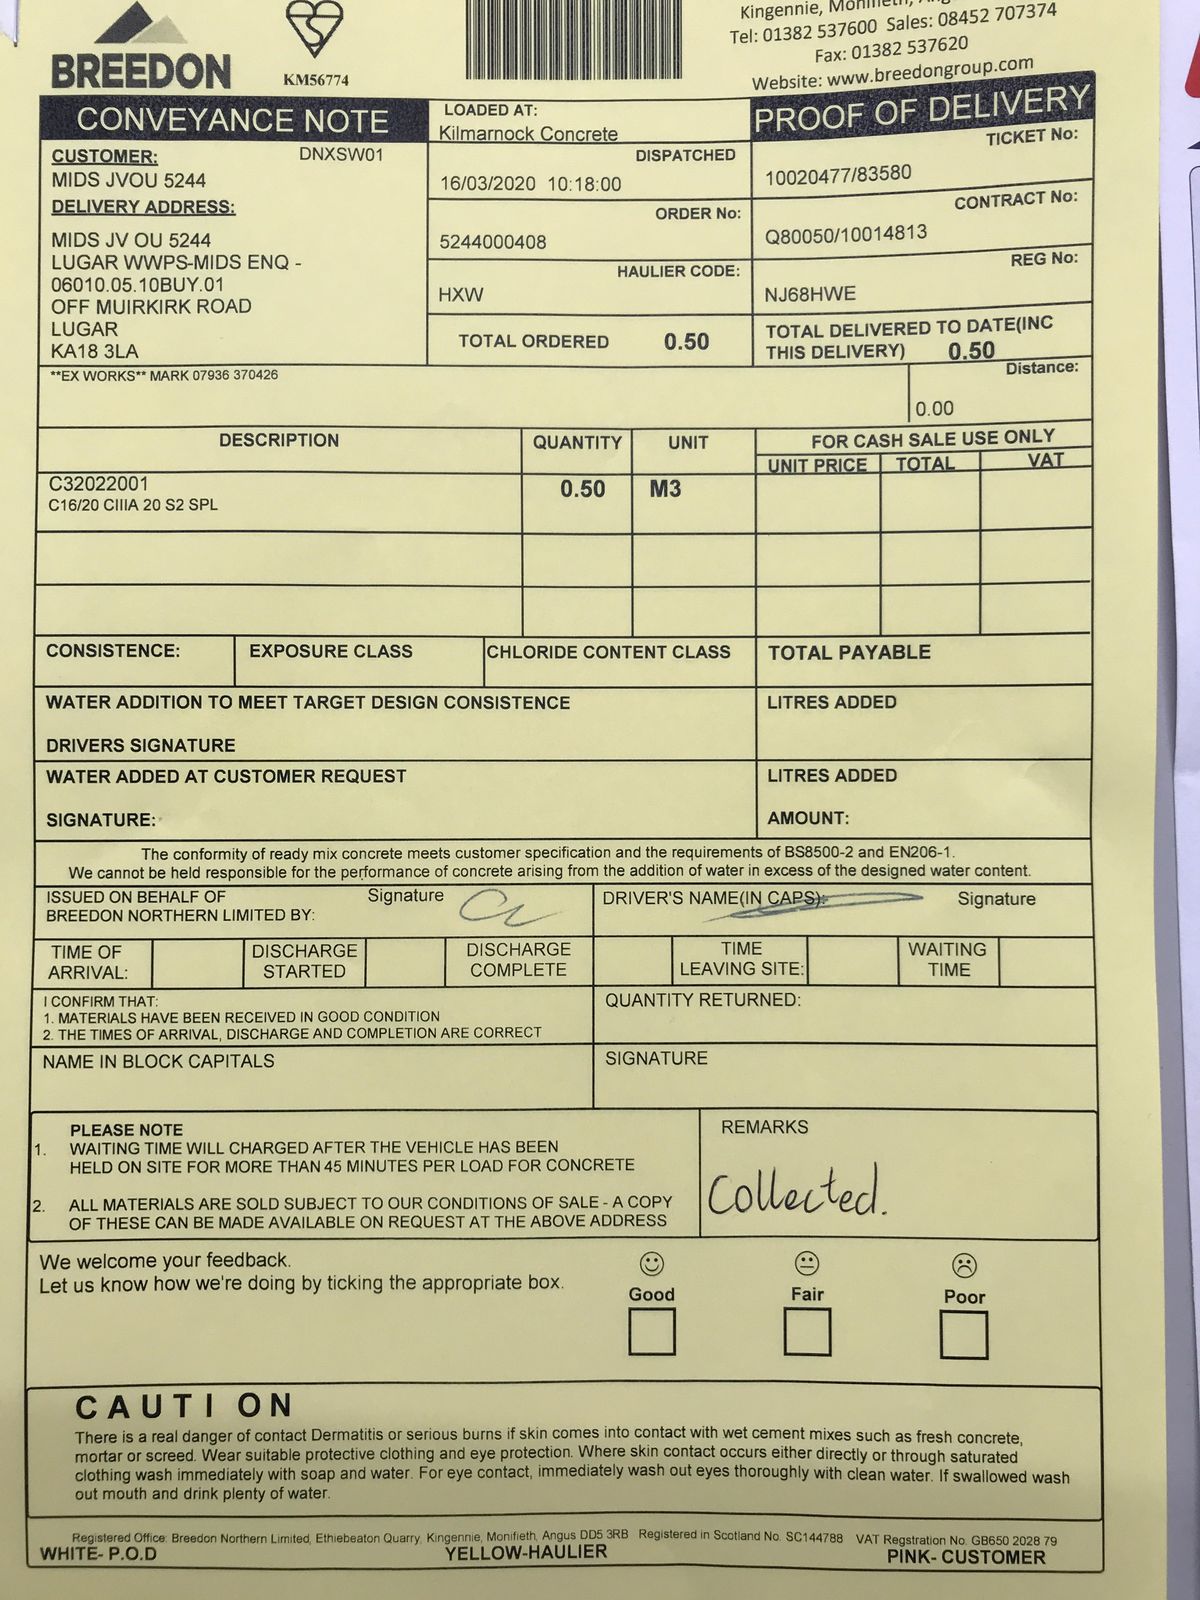 Kingennie, Monifieth,
Tel: 01382 537600 Sales: 08452 707374
Fax: 01382 537620
Website: www.breedongroup.com
BREEDON
KM56774
CONVEYANCE NOTE
LOADED AT:
Kilmarnock Concrete
PROOF OF DELIVERY
CUSTOMER: DNXSW01
MIDS JVOU 5244
DELIVERY ADDRESS:
MIDS JV OU 5244
LUGAR WWPS-MIDS ENQ -
06010.05.10BUY.01
OFF MUIRKIRK ROAD
LUGAR
KA18 3LA
DISPATCHED
16/03/2020 10:18:00
TICKET No:
10020477/83580
ORDER No:
5244000408
CONTRACT No:
Q80050/10014813
HAULIER CODE:
HXW
REG No:
NJ68HWE
TOTAL ORDERED 0.50
TOTAL DELIVERED TO DATE(INC
THIS DELIVERY) 0.50
**EX WORKS** MARK 07936 370426
Distance:
0.00
DESCRIPTION QUANTITY UNIT FOR CASH SALE USE ONLY
UNIT PRICE TOTAL VAT
C32022001 0.50 M3
C16/20 CIIIA 20 S2 SPL
CONSISTENCE: EXPOSURE CLASS CHLORIDE CONTENT CLASS TOTAL PAYABLE
WATER ADDITION TO MEET TARGET DESIGN CONSISTENCE LITRES ADDED
DRIVERS SIGNATURE
WATER ADDED AT CUSTOMER REQUEST LITRES ADDED
SIGNATURE: AMOUNT:
The conformity of ready mix concrete meets customer specification and the requirements of BS8500-2 and EN206-1.
We cannot be held responsible for the performance of concrete arising from the addition of water in excess of the designed water content.
ISSUED ON BEHALF OF Signature
BREEDON NORTHERN LIMITED BY:
DRIVER'S NAME(IN CAPS): Signature
TIME OF
ARRIVAL:
DISCHARGE
STARTED
DISCHARGE
COMPLETE
TIME
LEAVING SITE:
WAITING
TIME
I CONFIRM THAT:
1. MATERIALS HAVE BEEN RECEIVED IN GOOD CONDITION
2. THE TIMES OF ARRIVAL, DISCHARGE AND COMPLETION ARE CORRECT
QUANTITY RETURNED:
NAME IN BLOCK CAPITALS SIGNATURE
PLEASE NOTE
1. WAITING TIME WILL CHARGED AFTER THE VEHICLE HAS BEEN
HELD ON SITE FOR MORE THAN 45 MINUTES PER LOAD FOR CONCRETE
2. ALL MATERIALS ARE SOLD SUBJECT TO OUR CONDITIONS OF SALE - A COPY
OF THESE CAN BE MADE AVAILABLE ON REQUEST AT THE ABOVE ADDRESS
REMARKS
Collected.
We welcome your feedback.
Let us know how we're doing by ticking the appropriate box.
Good Fair Poor
CAUTION
There is a real danger of contact Dermatitis or serious burns if skin comes into contact with wet cement mixes such as fresh concrete,
mortar or screed. Wear suitable protective clothing and eye protection. Where skin contact occurs either directly or through saturated
clothing wash immediately with soap and water. For eye contact, immediately wash out eyes thoroughly with clean water. If swallowed wash
out mouth and drink plenty of water.
Registered Office: Breedon Northern Limited, Ethiebeaton Quarry, Kingennie, Monifieth, Angus DD5 3RB Registered in Scotland No. SC144788 VAT Regstration No. GB650 2028 79
WHITE- P.O.D YELLOW-HAULIER PINK- CUSTOMER